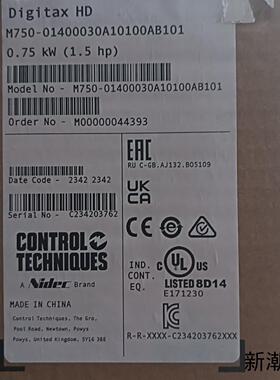 Digitax HD
M750-01400030A10100AB101
0.75 kW (1.5 hp)
Model No - M750-01400030A10100AB101
Order No - M00000044393
EAC
RU C-GB.AJ132.B05109
UK
CA
Date Code - 2342 2342
Serial No - C234203762
CONTROL
TECHNIQUES
A Nidec Brand
IND.
CONT.
EQ.
C UL US
LISTED 8D14
E171230
MADE IN CHINA
Control Techniques, The Gro,
Pool Road, Newtown, Powys
Powys, United Kingdom, SY16 3BE
R-R-XXXX-C234203762XXX
新潮